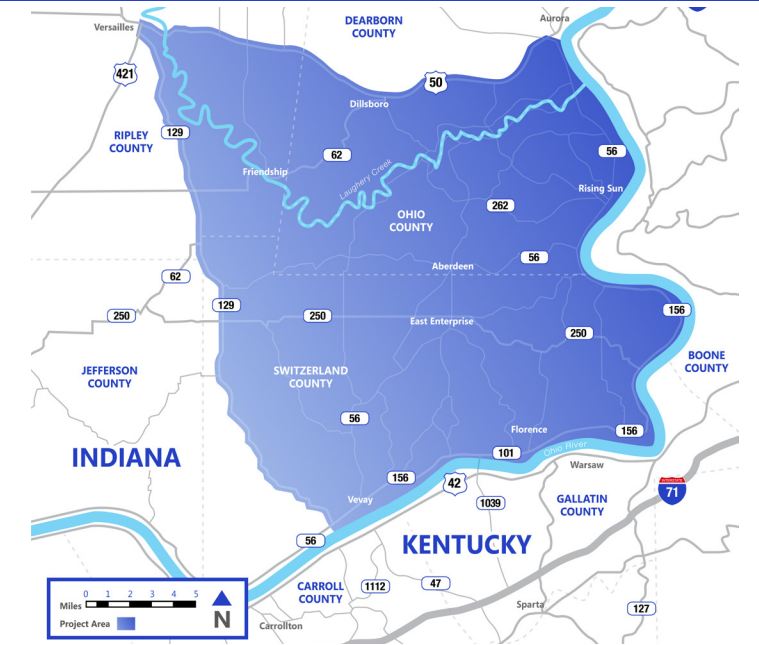 DEARBORN
COUNTY
Aurora
Versailles
421
50
Dillsboro
RIPLEY
COUNTY
129
62
56
Friendship
Laughery Creek
Rising Sun
262
OHIO
COUNTY
56
Aberdeen
62
129
250
250
156
East Enterprise
250
BOONE
COUNTY
JEFFERSON
COUNTY
SWITZERLAND
COUNTY
56
Florence
156
INDIANA
101
Ohio River
Warsaw
156
42
71
Vevay
1039
GALLATIN
COUNTY
56
KENTUCKY
CARROLL
COUNTY
1112
47
Sparta
127
Carrollton
0 1 2 3 4 5
Miles
Project Area
N